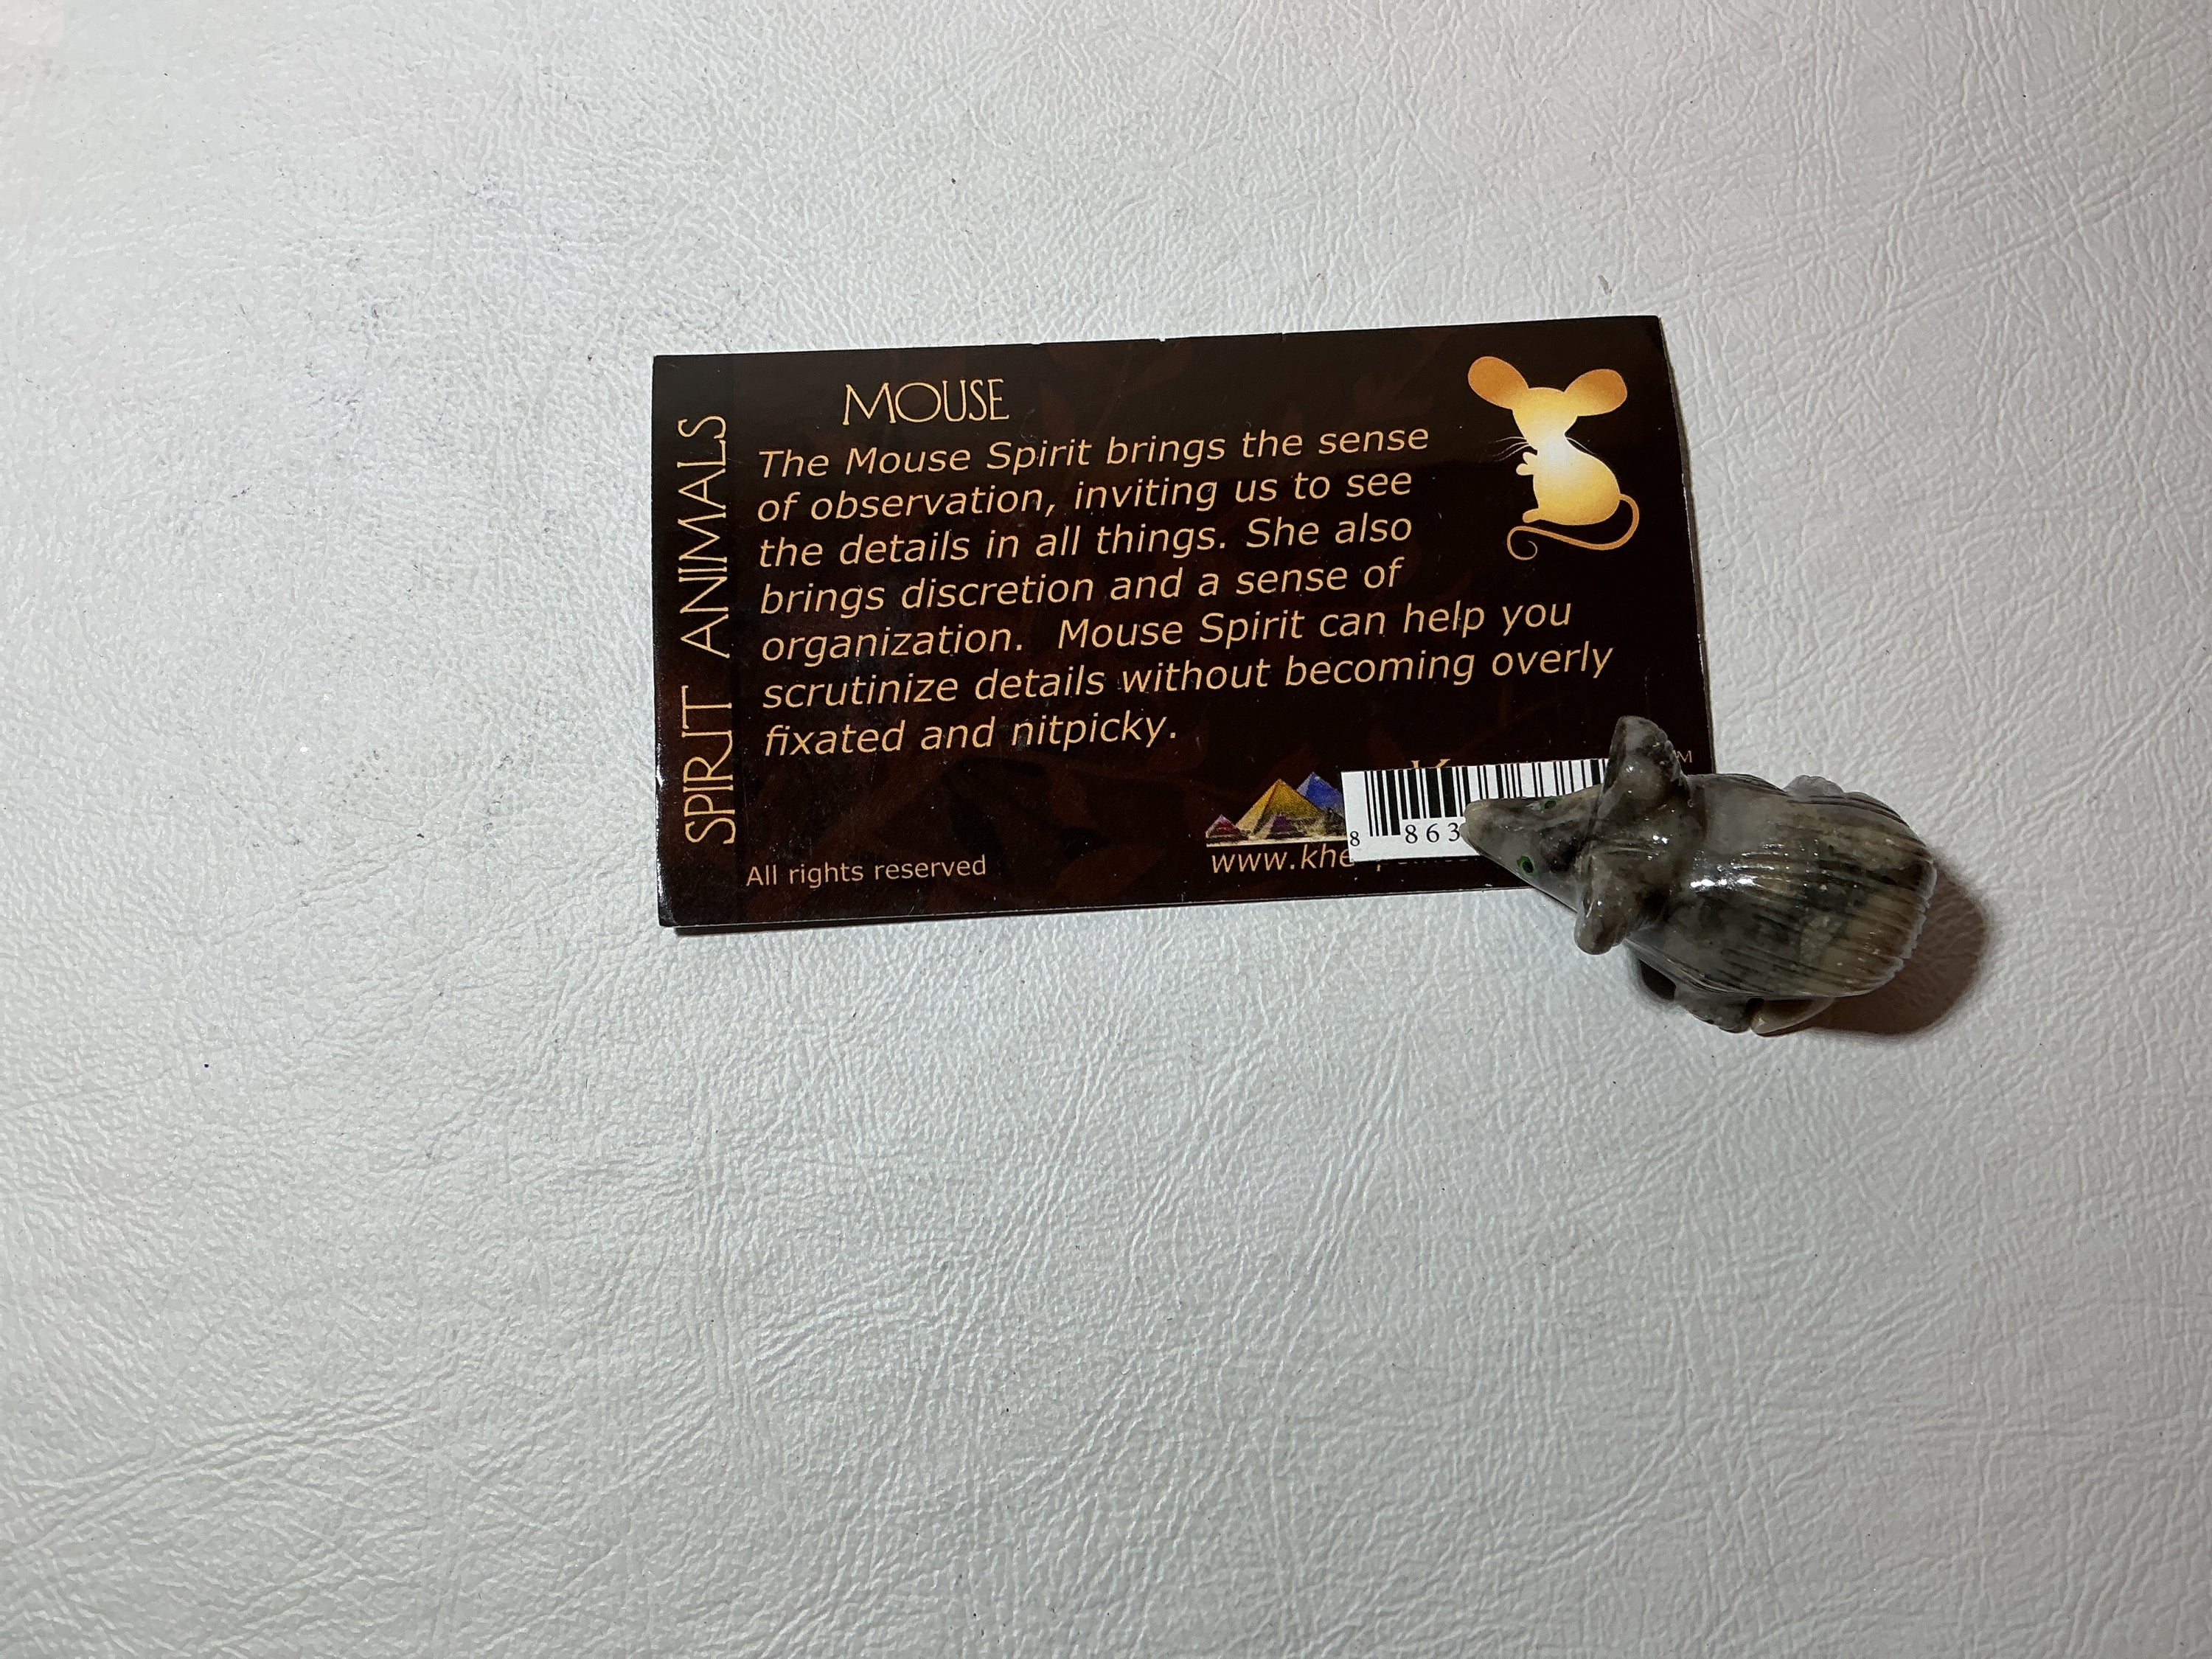 MOUSE
The Mouse Spirit brings the sense
of observation, inviting us to see
the details in all things. She also
brings discretion and a sense of
organization. Mouse Spirit can help you
scrutinize details without becoming overly
fixated and nitpicky.
SPIRIT ANIMALS
8 863
All rights reserved